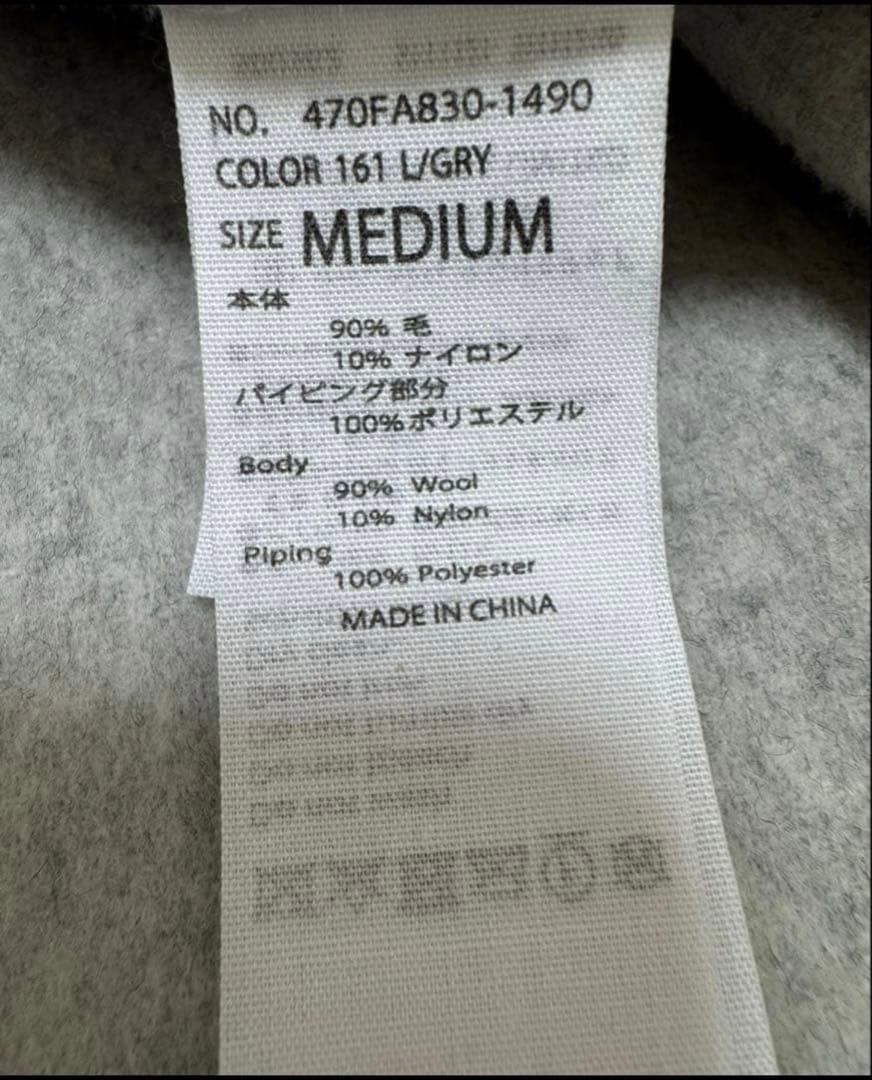 NO. 470FA830-1490
COLOR 161 L/GRY
SIZE MEDIUM
本体
90% 毛
10% ナイロン
パイピング部分
100%ポリエステル
Body
90% Wool
10% Nylon
Piping
100% Polyester
MADE IN CHINA